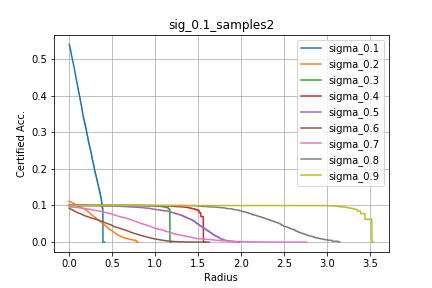 sig_0.1_samples2
Certified Acc.
0.5
0.4
0.3
0.2
0.1
0.0
0.0 0.5 1.0 1.5 2.0 2.5 3.0 3.5
Radius
sigma_0.1
sigma_0.2
sigma_0.3
sigma_0.4
sigma_0.5
sigma_0.6
sigma_0.7
sigma_0.8
sigma_0.9